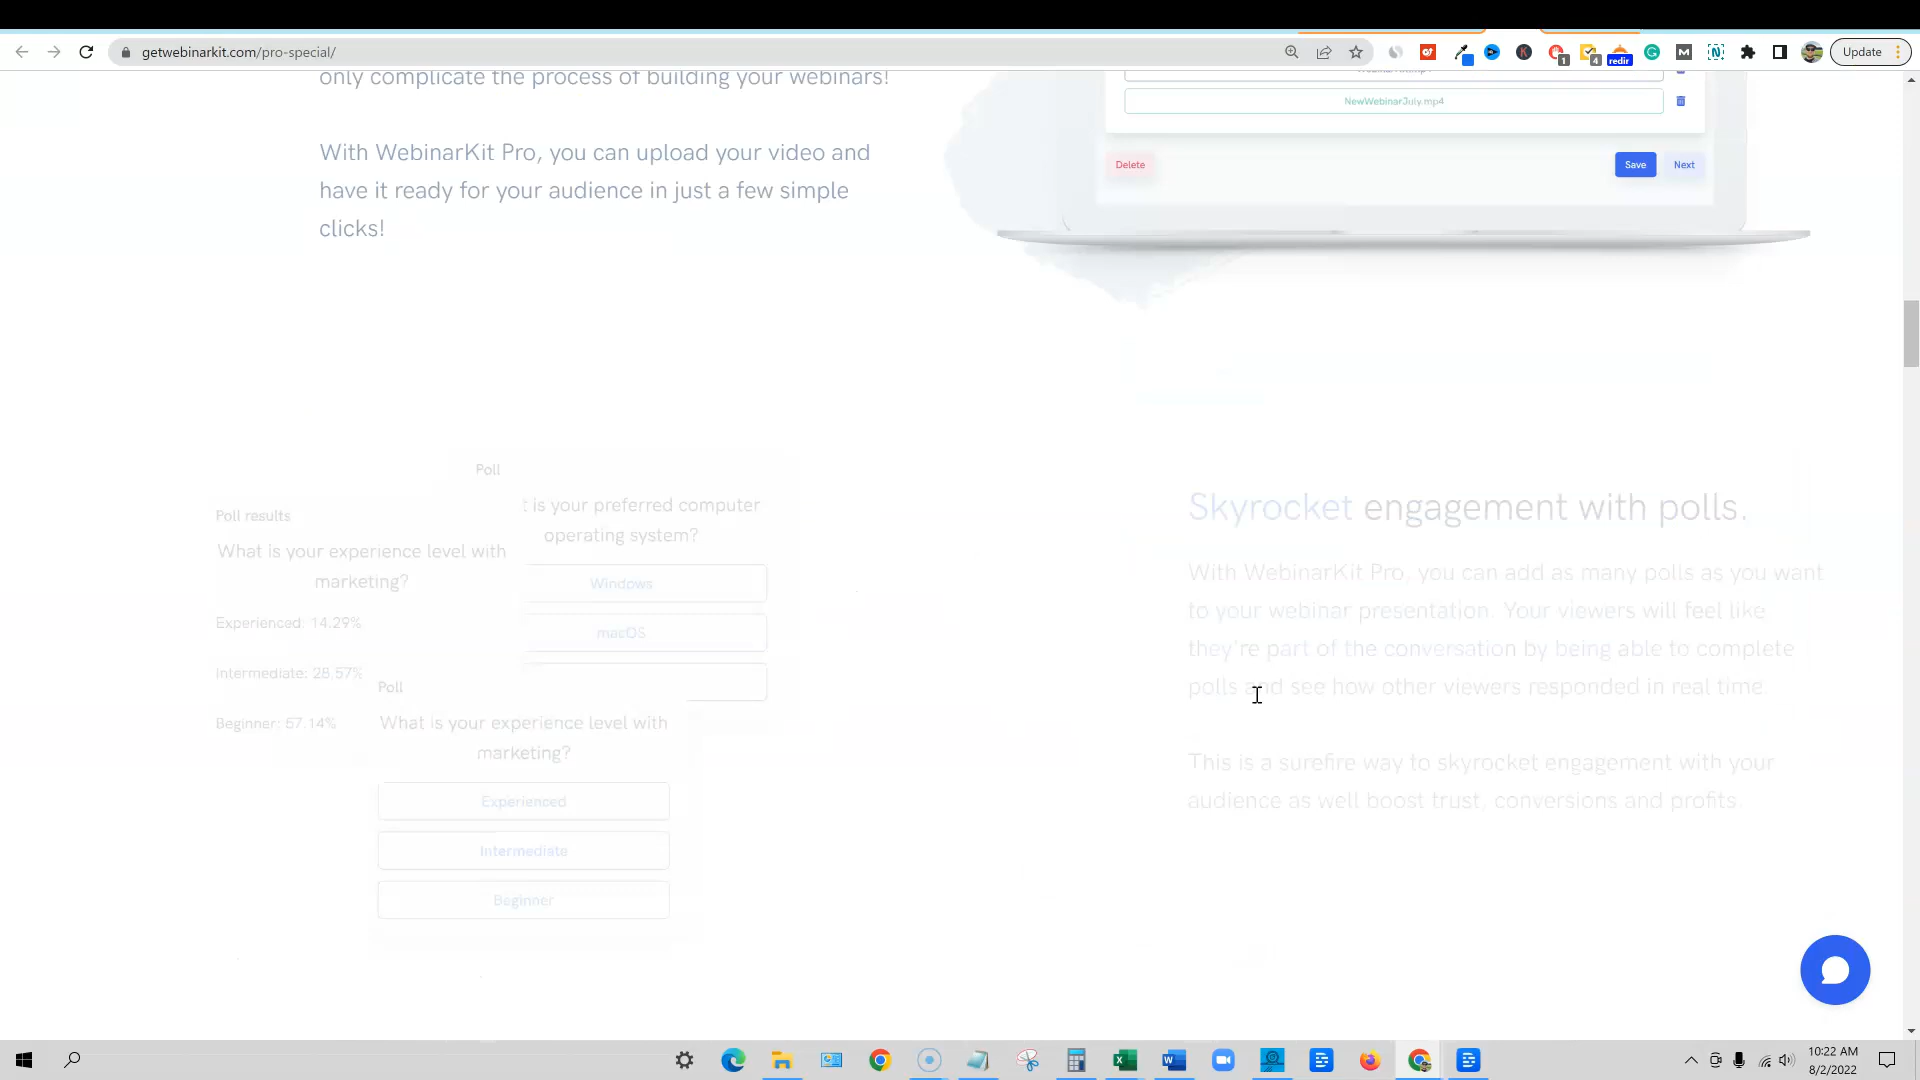 getwebinarkit.com/pro-special/
1
4
redir
Update
only complicate the process of building your webinars!
NewWebinarJuly.mp4
With WebinarKit Pro, you can upload your video and
have it ready for your audience in just a few simple
clicks!
Delete
Save
Next
Poll
t is your preferred computer
operating system?
Windows
macOS
Poll results
What is your experience level with
marketing?
Experienced: 14.29%
Intermediate: 28.57%
Beginner: 57.14%
Poll
What is your experience level with
marketing?
Experienced
Intermediate
Beginner
Skyrocket engagement with polls.
With WebinarKit Pro, you can add as many polls as you want
to your webinar presentation. Your viewers will feel like
they're part of the conversation by being able to complete
polls and see how other viewers responded in real time.
This is a surefire way to skyrocket engagement with your
audience as well boost trust, conversions and profits.
10:22 AM
8/2/2022